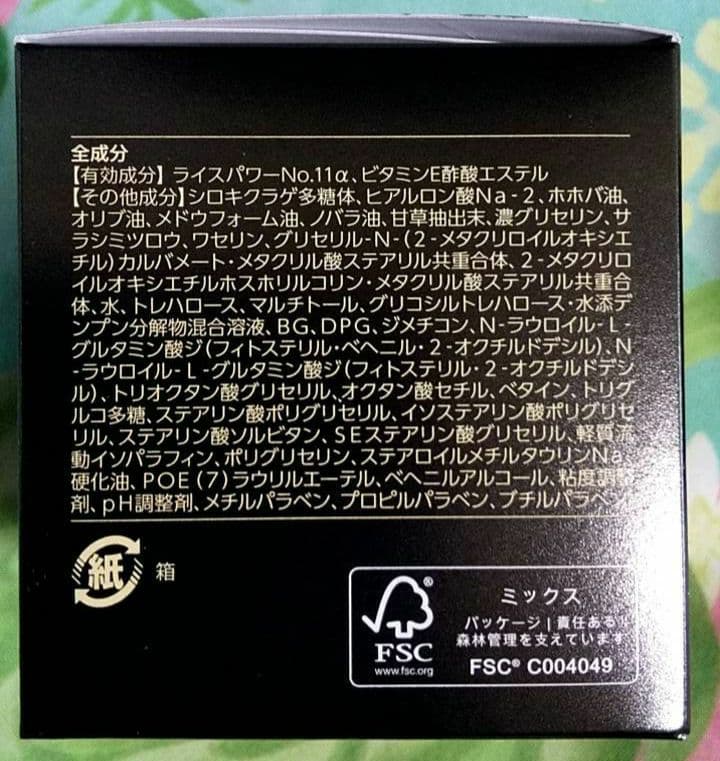 全成分
【有効成分】ライスパワーNo.11α、ビタミンE酢酸エステル
【その他成分】シロキクラゲ多糖体、ヒアルロン酸Na-2、ホホバ油、
オリブ油、メドウフォーム油、ノバラ油、甘草抽出末、濃グリセリン、サ
ラシミツロウ、ワセリン、グリセリル-N-(2-メタクリロイルオキシエ
チル)カルバメート・メタクリル酸ステアリル共重合体、2-メタクリロ
イルオキシエチルホスホリルコリン・メタクリル酸ステアリル共重合
体、水、トレハロース、マルチトール、グリコシルトレハロース・水添デ
ンプン分解物混合溶液、BG、DPG、ジメチコン、N-ラウロイル-L-
グルタミン酸ジ(フィトステリル・ベヘニル・2-オクチルドデシル)、N
-ラウロイル-L-グルタミン酸ジ(フィトステリル・2-オクチルドデシ
ル)、トリオクタン酸グリセリル、オクタン酸セチル、ベタイン、トリグ
ルコ多糖、ステアリン酸ポリグリセリル、イソステアリン酸ポリグリセ
リル、ステアリン酸ソルビタン、SEステアリン酸グリセリル、軽質流
動イソパラフィン、ポリグリセリン、ステアロイルメチルタウリンNa、
硬化油、POE(7)ラウリルエーテル、ベヘニルアルコール、粘度調整
剤、pH調整剤、メチルパラベン、プロピルパラベン、ブチルパラベン
紙 箱
FSC®
www.fsc.org
ミックス
パッケージ|責任ある
森林管理を支えています
FSC® C004049